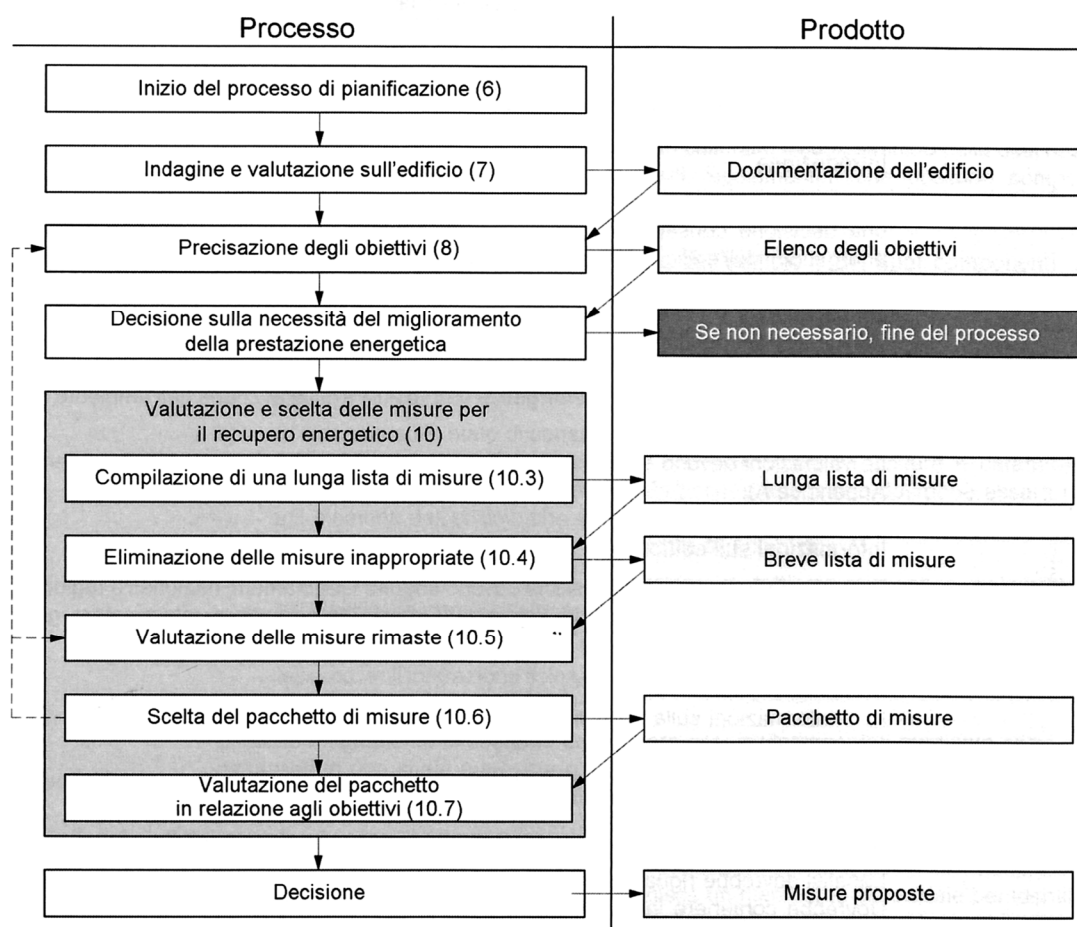 Processo
Prodotto
Inizio del processo di pianificazione (6)
Indagine e valutazione sull'edificio (7)
Documentazione dell'edificio
Precisazione degli obiettivi (8)
Elenco degli obiettivi
Decisione sulla necessità del miglioramento
della prestazione energetica
Se non necessario, fine del processo
Valutazione e scelta delle misure per
il recupero energetico (10)
Compilazione di una lunga lista di misure (10.3)
Lunga lista di misure
Eliminazione delle misure inappropriate (10.4)
Breve lista di misure
Valutazione delle misure rimaste (10.5)
Scelta del pacchetto di misure (10.6)
Pacchetto di misure
Valutazione del pacchetto
in relazione agli obiettivi (10.7)
Decisione
Misure proposte